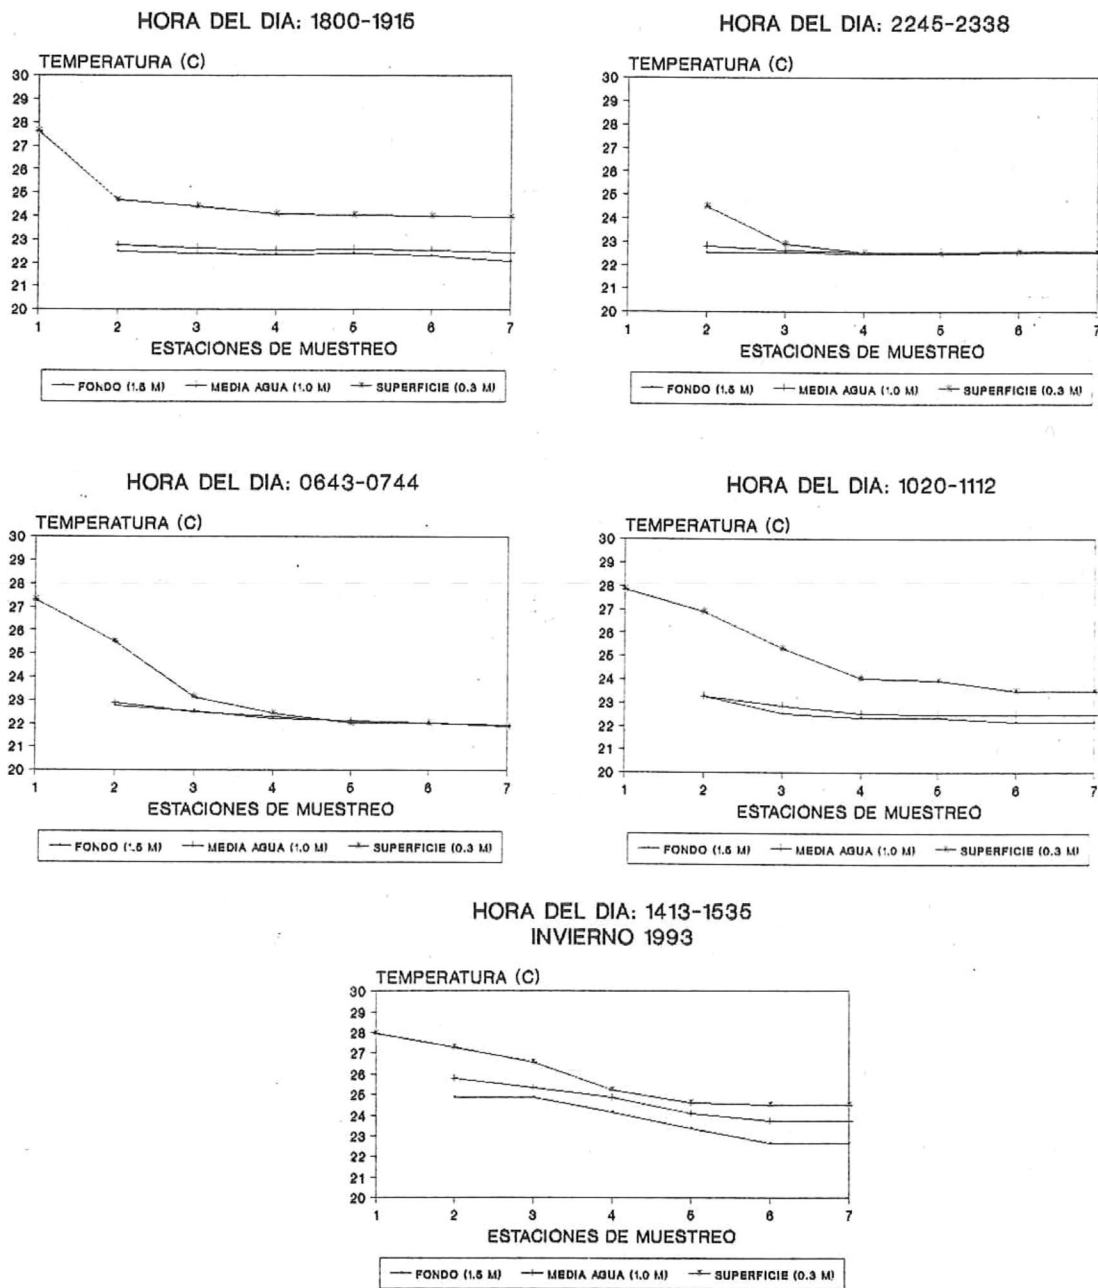 HORA DEL DIA: 1800-1915
TEMPERATURA (C)
30
29
28
27
26
25
24
23
22
21
20
1 2 3 4 5 6 7
ESTACIONES DE MUESTREO
FONDO (1.5 M) MEDIA AGUA (1.0 M) SUPERFICIE (0.3 M)
HORA DEL DIA: 2245-2338
TEMPERATURA (C)
30
29
28
27
26
25
24
23
22
21
20
1 2 3 4 5 6 7
ESTACIONES DE MUESTREO
FONDO (1.5 M) MEDIA AGUA (1.0 M) SUPERFICIE (0.3 M)
HORA DEL DIA: 0643-0744
TEMPERATURA (C)
30
29
28
27
26
25
24
23
22
21
20
1 2 3 4 5 6 7
ESTACIONES DE MUESTREO
FONDO (1.5 M) MEDIA AGUA (1.0 M) SUPERFICIE (0.3 M)
HORA DEL DIA: 1020-1112
TEMPERATURA (C)
30
29
28
27
26
25
24
23
22
21
20
1 2 3 4 5 6 7
ESTACIONES DE MUESTREO
FONDO (1.5 M) MEDIA AGUA (1.0 M) SUPERFICIE (0.3 M)
HORA DEL DIA: 1413-1535
INVIERNO 1993
TEMPERATURA (C)
30
29
28
27
26
25
24
23
22
21
20
1 2 3 4 5 6 7
ESTACIONES DE MUESTREO
FONDO (1.5 M) MEDIA AGUA (1.0 M) SUPERFICIE (0.3 M)